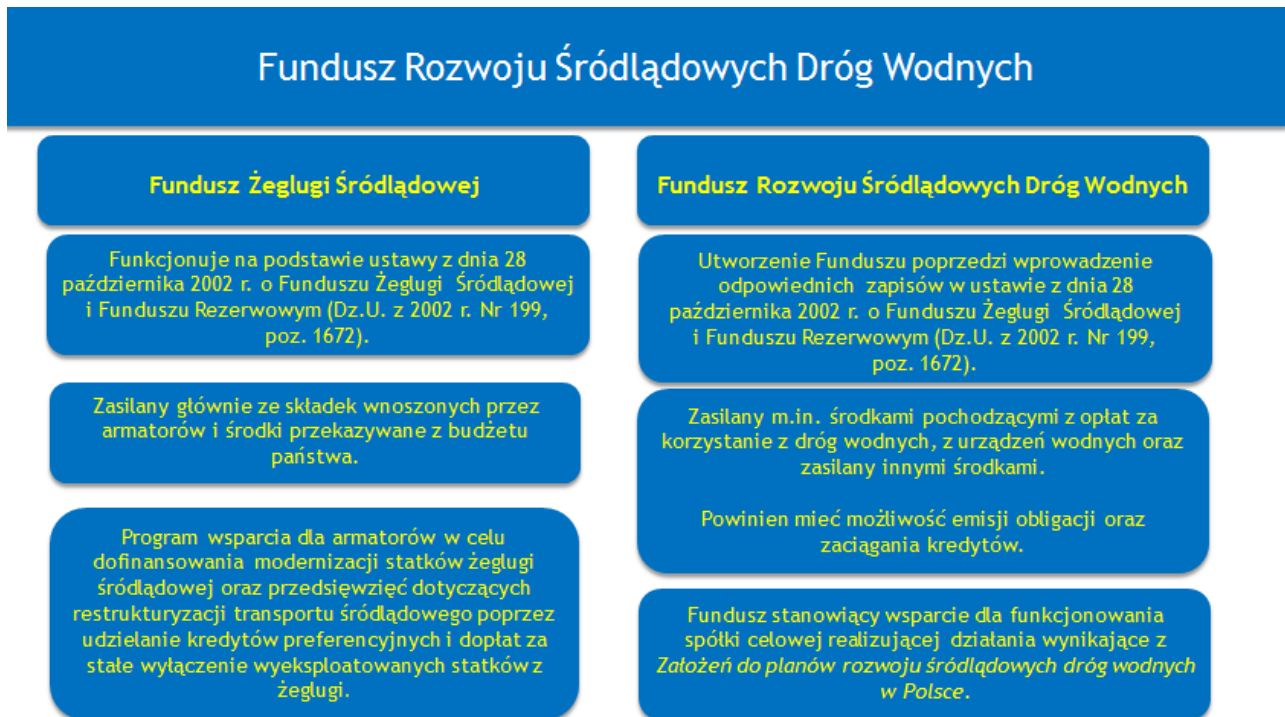 Fundusz Rozwoju Śródlądowych Dróg Wodnych
Fundusz Żeglugi Śródlądowej
Funkcjonuje na podstawie ustawy z dnia 28
października 2002 r. o Funduszu Żeglugi Śródlądowej
i Funduszu Rezerwowym (Dz.U. z 2002 r. Nr 199,
poz. 1672).
Zasilany głównie ze składek wnoszonych przez
armatorów i środki przekazywane z budżetu
państwa.
Program wsparcia dla armatorów w celu
dofinansowania modernizacji statków żeglugi
śródlądowej oraz przedsięwzięć dotyczących
restrukturyzacji transportu śródlądowego poprzez
udzielanie kredytów preferencyjnych i dopłat za
stałe wyłączenie wyeksploatowanych statków z
żeglugi.
Fundusz Rozwoju Śródlądowych Dróg Wodnych
Utworzenie Funduszu poprzedzi wprowadzenie
odpowiednich zapisów w ustawie z dnia 28
października 2002 r. o Funduszu Żeglugi Śródlądowej
i Funduszu Rezerwowym (Dz.U. z 2002 r. Nr 199,
poz. 1672).
Zasilany m.in. środkami pochodzącymi z opłat za
korzystanie z dróg wodnych, z urządzeń wodnych oraz
zasilany innymi środkami.
Powinien mieć możliwość emisji obligacji oraz
zaciągania kredytów.
Fundusz stanowiący wsparcie dla funkcjonowania
spółki celowej realizującej działania wynikające z
Założeń do planów rozwoju śródlądowych dróg wodnych
w Polsce.